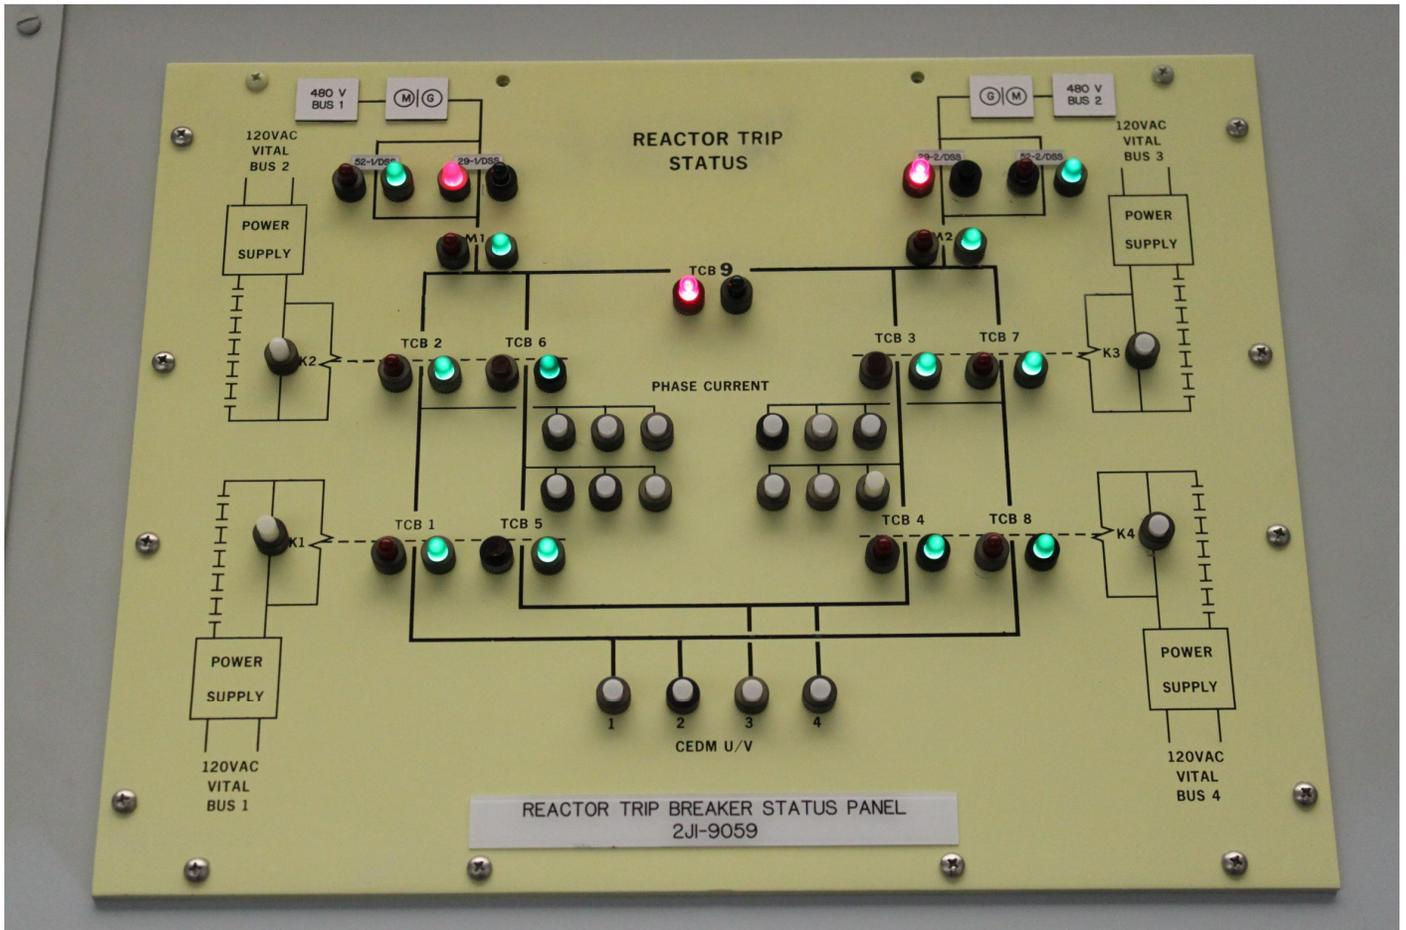 480 V
BUS 1
M G
G M
480 V
BUS 2
120VAC
VITAL
BUS 2
REACTOR TRIP
STATUS
120VAC
VITAL
BUS 3
52-1/DSS
29-1/DSS
29-2/DSS
52-2/DSS
POWER
SUPPLY
POWER
SUPPLY
M1
M2
TCB 9
TCB 2
TCB 6
TCB 3
TCB 7
K2
K3
PHASE CURRENT
TCB 1
TCB 5
TCB 4
TCB 8
K1
K4
POWER
SUPPLY
POWER
SUPPLY
1 2 3 4
CEDM U/V
120VAC
VITAL
BUS 1
120VAC
VITAL
BUS 4
REACTOR TRIP BREAKER STATUS PANEL
2JI-9059